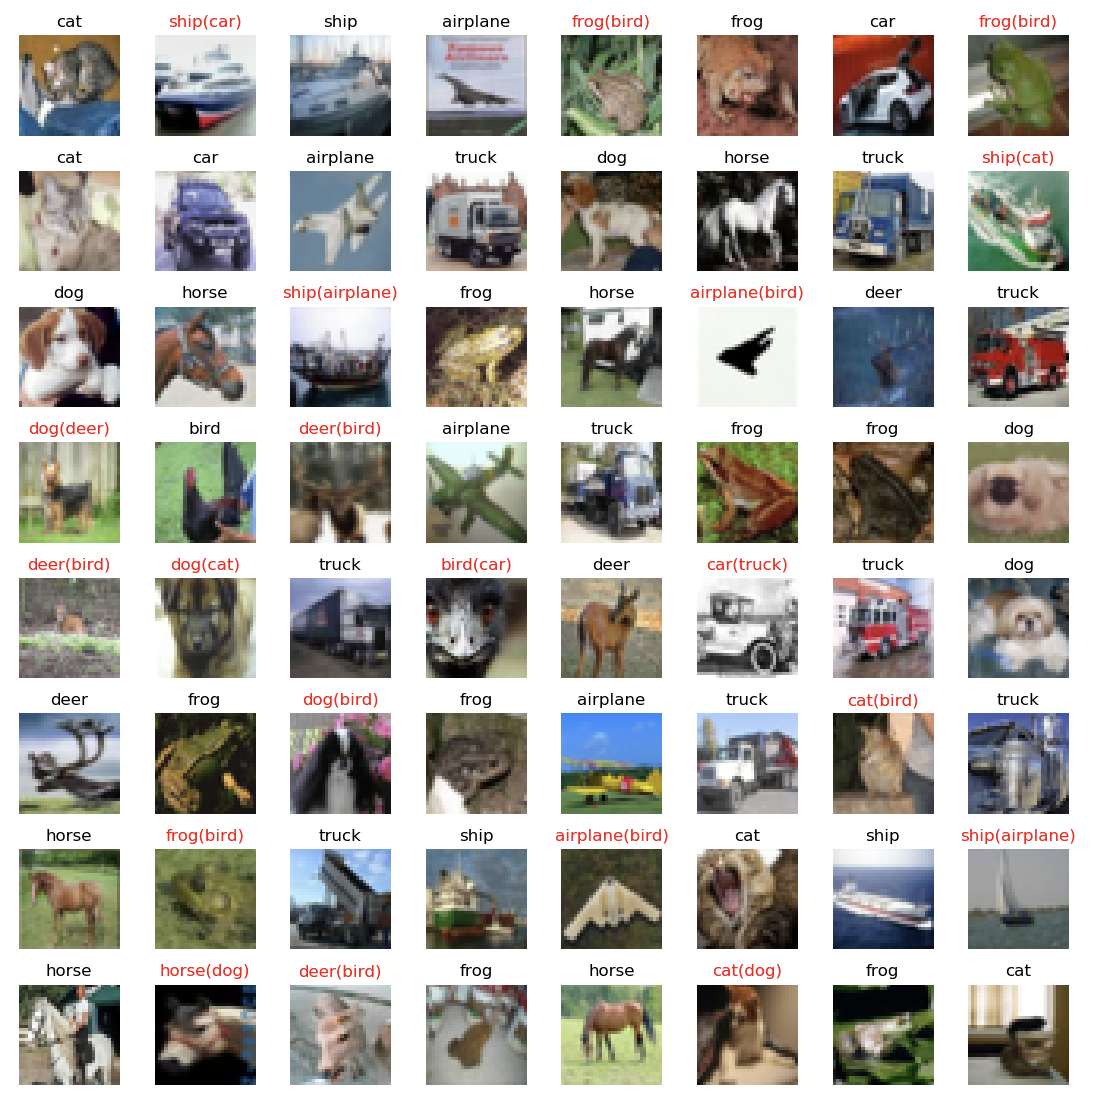 cat ship(car) ship airplane frog(bird) frog car frog(bird)
cat car airplane truck dog horse truck ship(cat)
dog horse ship(airplane) frog horse airplane(bird) deer truck
dog(deer) bird deer(bird) airplane truck frog frog dog
deer(bird) dog(cat) truck bird(car) deer car(truck) truck dog
deer frog dog(bird) frog airplane truck cat(bird) truck
horse frog(bird) truck ship airplane(bird) cat ship ship(airplane)
horse horse(dog) deer(bird) frog horse cat(dog) frog cat